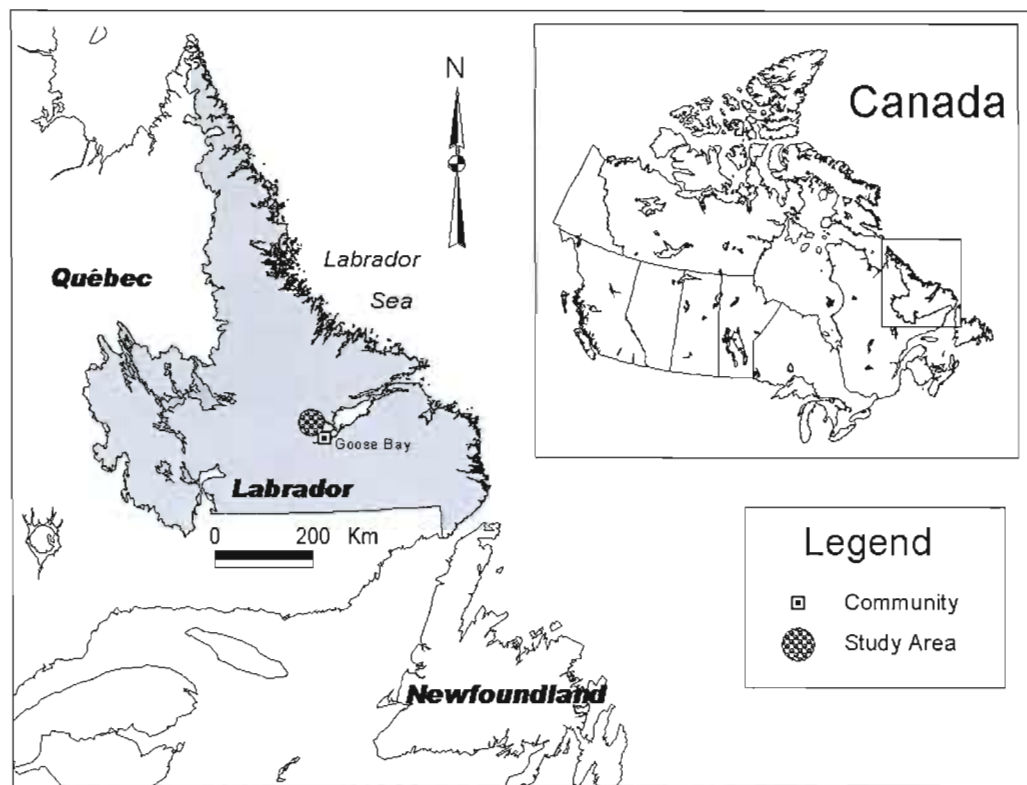 N
Canada
Québec
Labrador
Sea
Goose Bay
Labrador
0 200 Km
Newfoundland
Legend
Community
Study Area